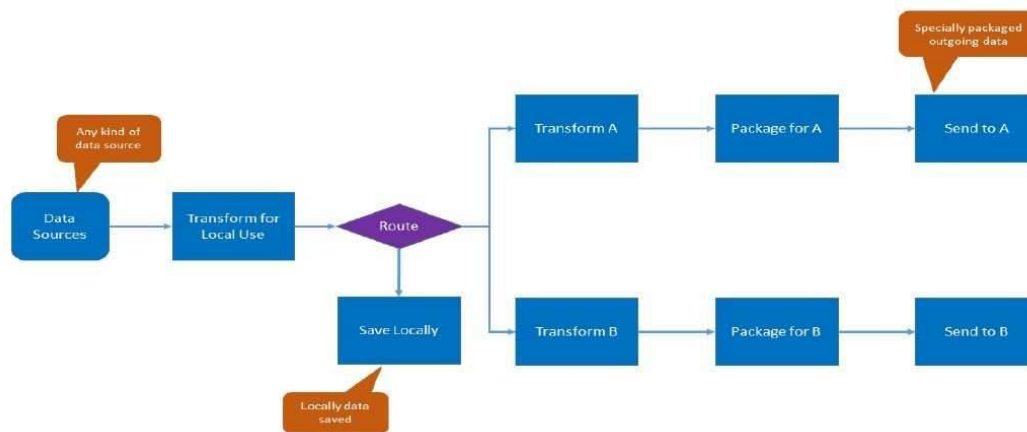 Specially packaged
outgoing data
Any kind of
data source
Transform A
Package for A
Send to A
Data
Sources
Transform for
Local Use
Route
Save Locally
Transform B
Package for B
Send to B
Locally data
saved